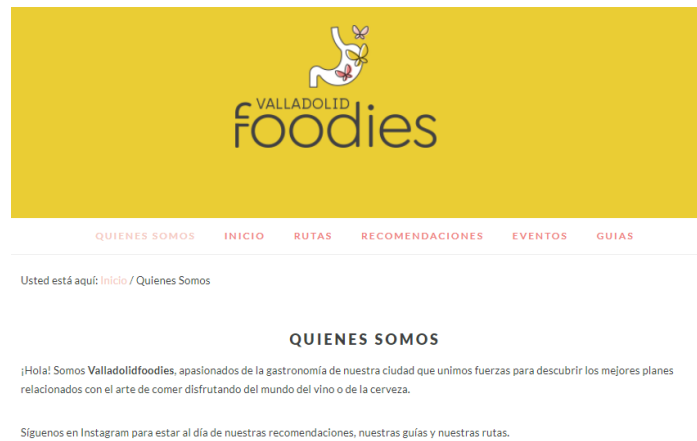 VALLADOLID
foodies
QUIENES SOMOS INICIO RUTAS RECOMENDACIONES EVENTOS GUIAS
Usted está aquí: Inicio / Quienes Somos
QUIENES SOMOS
¡Hola! Somos Valladolidfoodies, apasionados de la gastronomía de nuestra ciudad que unimos fuerzas para descubrir los mejores planes
relacionados con el arte de comer disfrutando del mundo del vino o de la cerveza.
Síguenos en Instagram para estar al día de nuestras recomendaciones, nuestras guías y nuestras rutas.